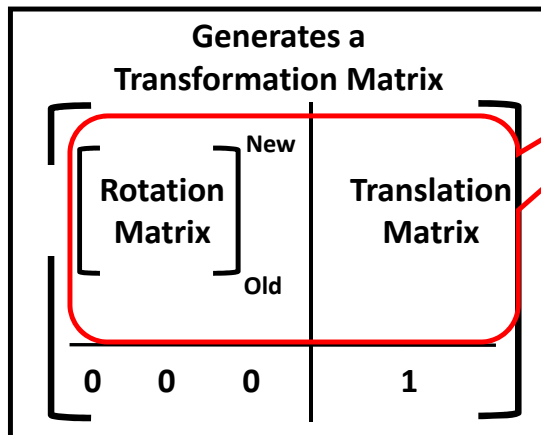 Generates a
Transformation Matrix
New
Rotation
Matrix
Old
Translation
Matrix
0 0 0 1